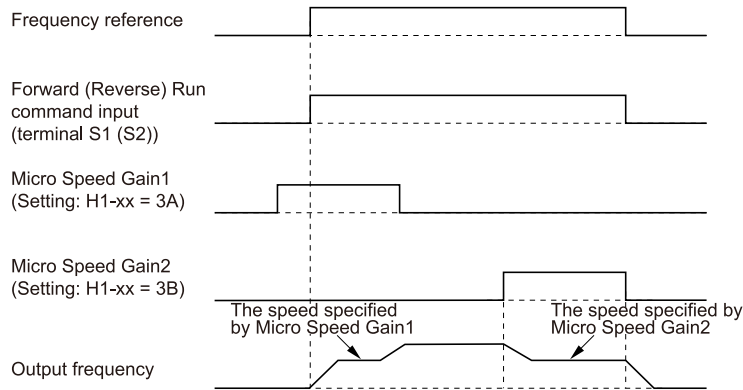 Frequency reference
Forward (Reverse) Run
command input
(terminal S1 (S2))
Micro Speed Gain1
(Setting: H1-xx = 3A)
Micro Speed Gain2
(Setting: H1-xx = 3B)
The speed specified
by Micro Speed Gain1
The speed specified by
Micro Speed Gain2
Output frequency